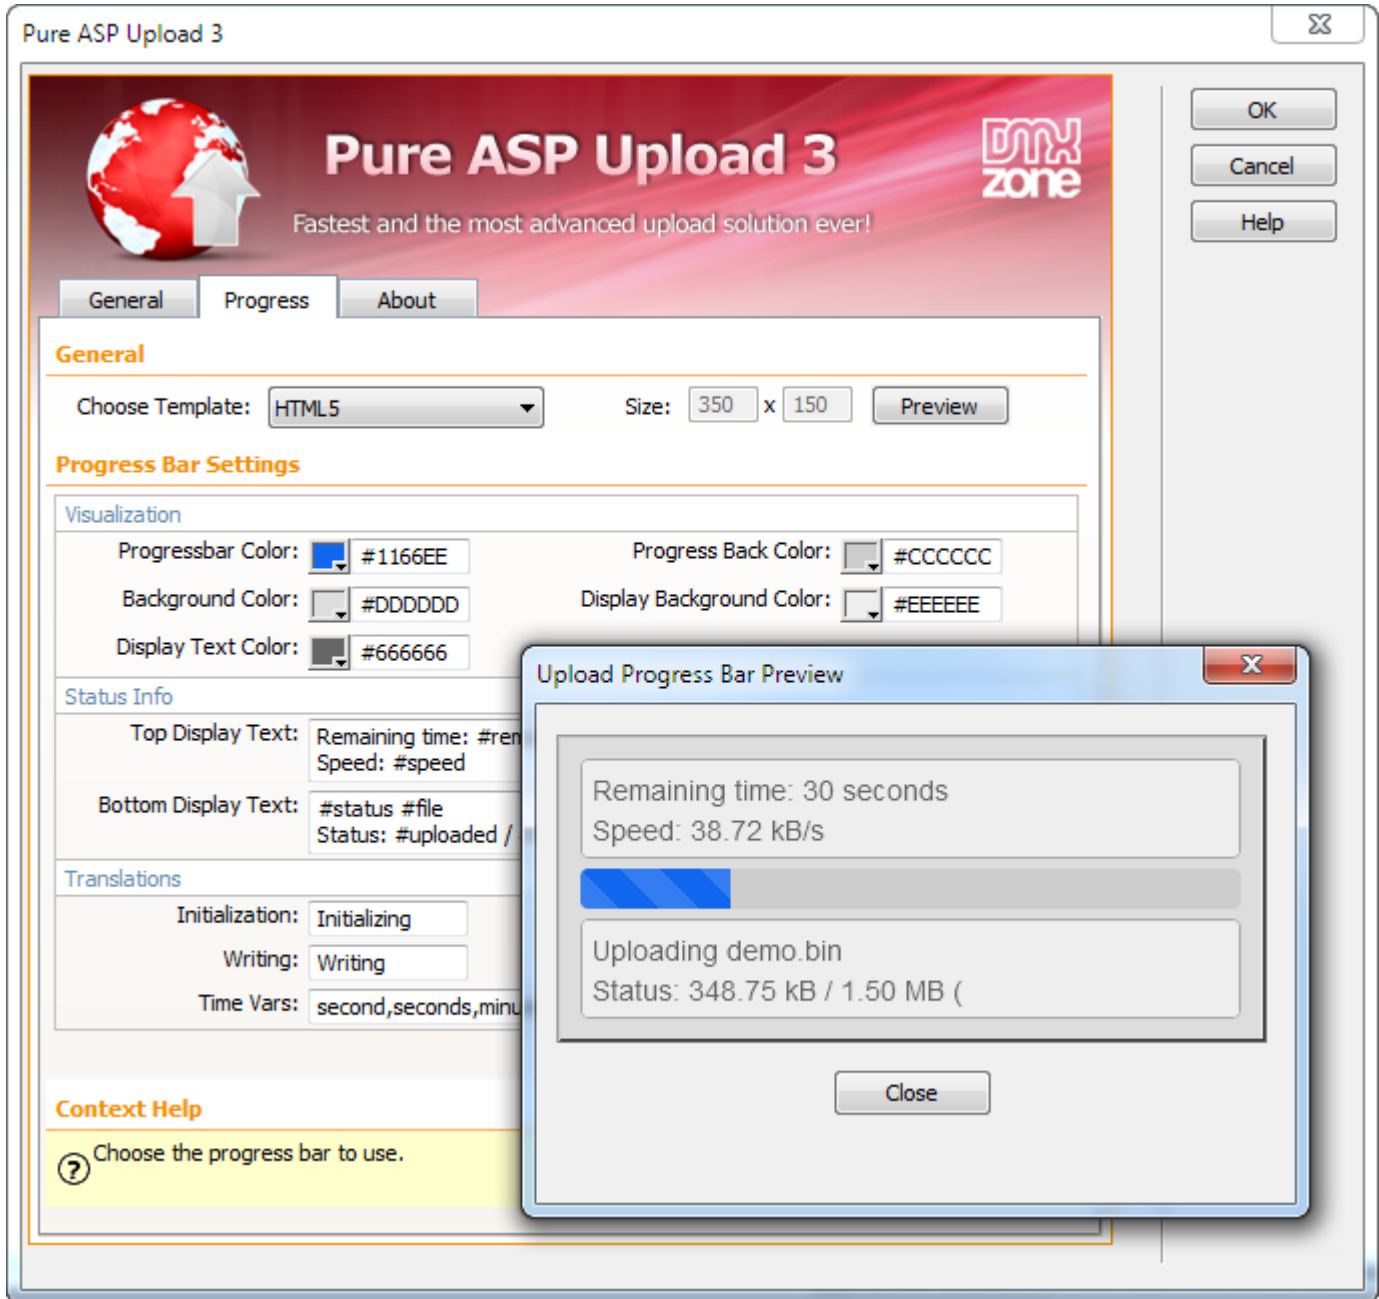 Pure ASP Upload 3
OK
Cancel
Help
Pure ASP Upload 3
DMX
zone
Fastest and the most advanced upload solution ever!
General Progress About
General
Choose Template: HTML5 Size: 350 x 150 Preview
Progress Bar Settings
Visualization
Progressbar Color: #1166EE Progress Back Color: #CCCCCC
Background Color: #DDDDDD Display Background Color: #EEEEEE
Display Text Color: #666666
Status Info
Top Display Text: Remaining time: #rem
Speed: #speed
Bottom Display Text: #status #file
Status: #uploaded /
Translations
Initialization: Initializing
Writing: Writing
Time Vars: second,seconds,minu
Context Help
Choose the progress bar to use.
Upload Progress Bar Preview
Remaining time: 30 seconds
Speed: 38.72 kB/s
Uploading demo.bin
Status: 348.75 kB / 1.50 MB (
Close